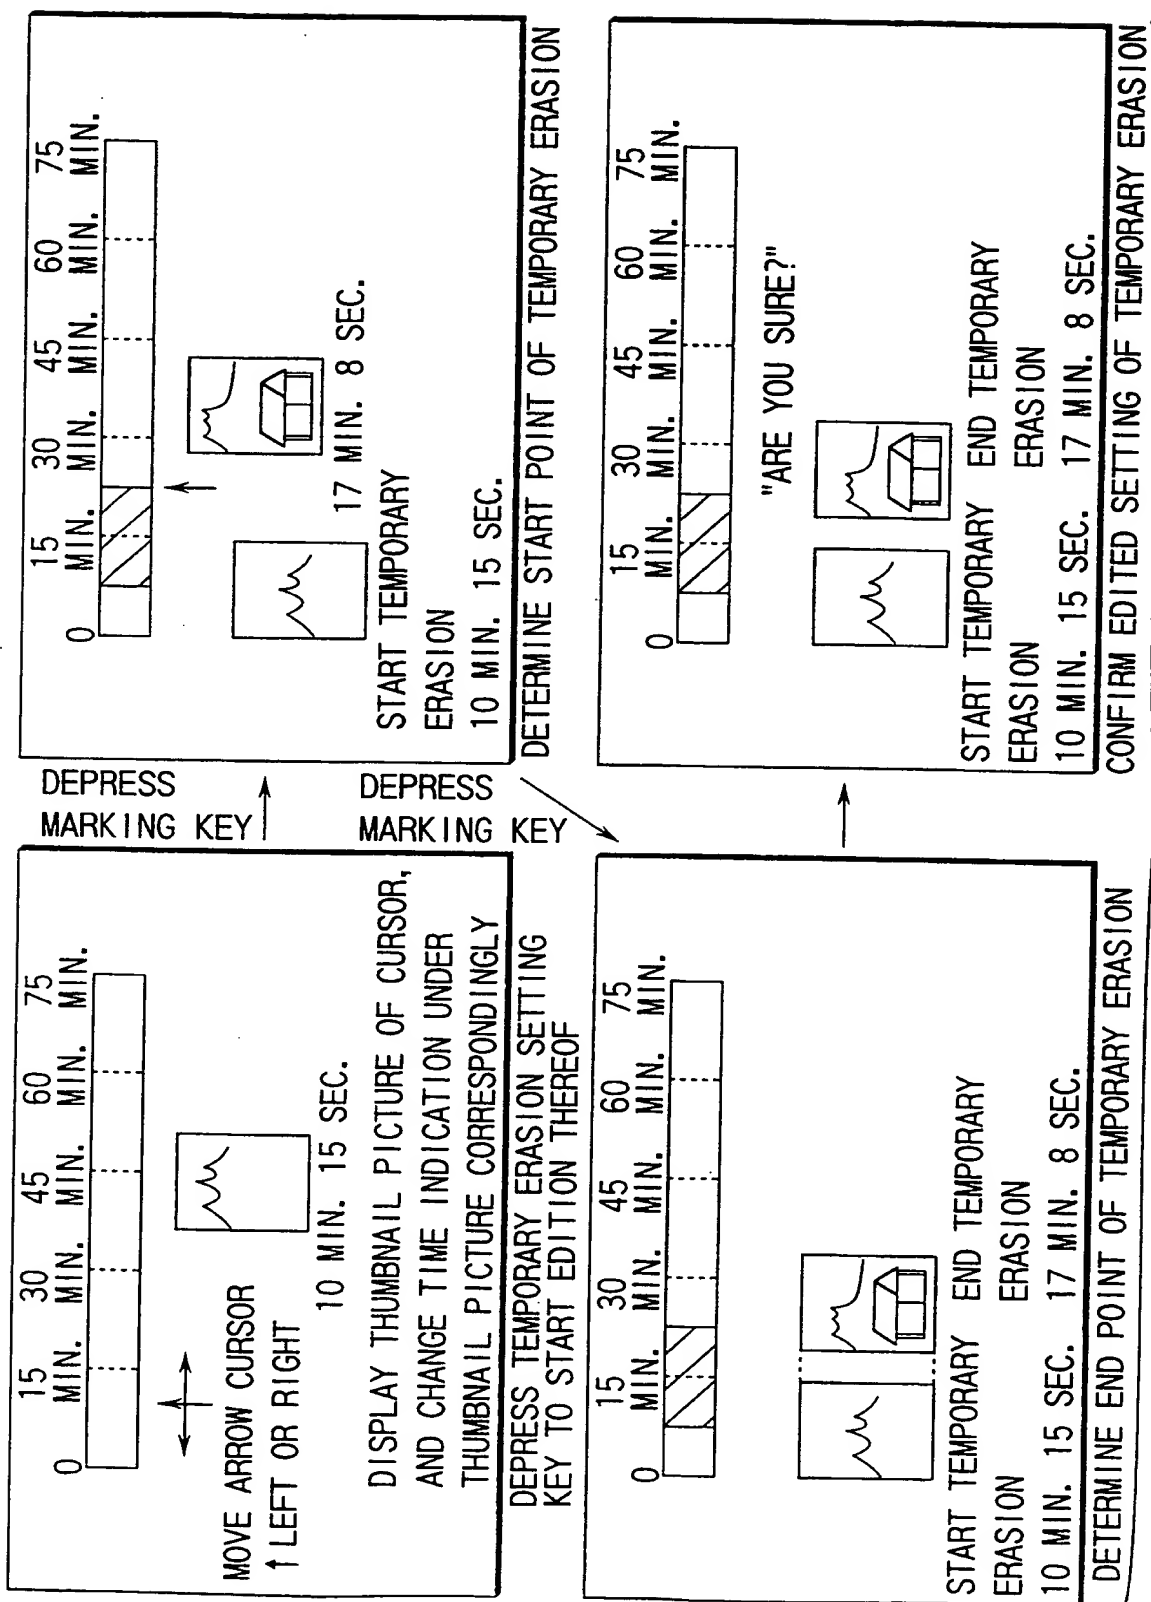 0
15
MIN.
30
MIN.
45
MIN.
60
MIN.
75
MIN.
MOVE ARROW CURSOR
↑ LEFT OR RIGHT
10 MIN. 15 SEC.
DISPLAY THUMBNAIL PICTURE OF CURSOR,
AND CHANGE TIME INDICATION UNDER
THUMBNAIL PICTURE CORRESPONDINGLY
DEPRESS TEMPORARY ERASION SETTING
KEY TO START EDITION THEREOF
DEPRESS
MARKING KEY
0
15
MIN.
30
MIN.
45
MIN.
60
MIN.
75
MIN.
17 MIN. 8 SEC.
START TEMPORARY
ERASION
10 MIN. 15 SEC.
DETERMINE START POINT OF TEMPORARY ERASION
DEPRESS
MARKING KEY
0
15
MIN.
30
MIN.
45
MIN.
60
MIN.
75
MIN.
START TEMPORARY END TEMPORARY
ERASION ERASION
10 MIN. 15 SEC. 17 MIN. 8 SEC.
DETERMINE END POINT OF TEMPORARY ERASION
0
15
MIN.
30
MIN.
45
MIN.
60
MIN.
75
MIN.
"ARE YOU SURE?"
START TEMPORARY END TEMPORARY
ERASION ERASION
10 MIN. 15 SEC. 17 MIN. 8 SEC.
CONFIRM EDITED SETTING OF TEMPORARY ERASION